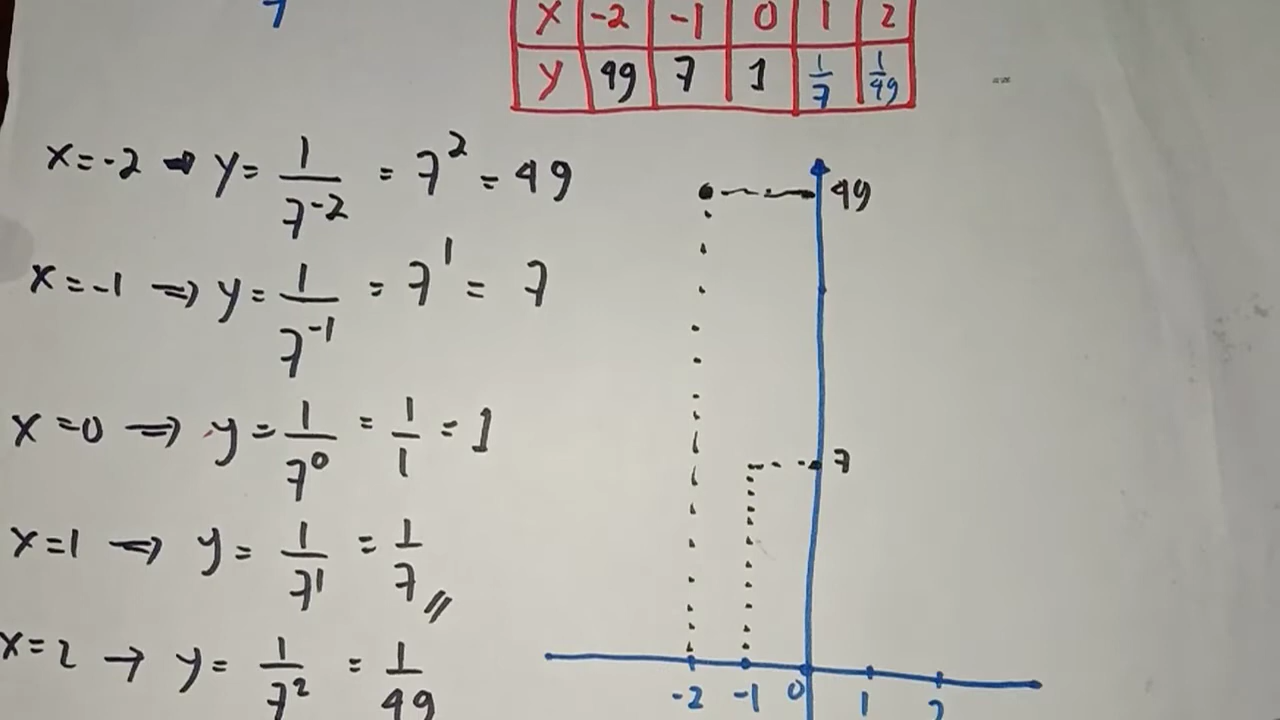 7
X -2 -1 0 1 2
Y 49 7 1 1/7 1/49
x=-2 → y= 1/7^-2 = 7^2 = 49
x=-1 ⇒ y= 1/7^-1 = 7^1 = 7
x=0 ⇒ y= 1/7^0 = 1/1 = 1
x=1 → y= 1/7^1 = 1/7 //
x=2 → y= 1/7^2 = 1/49
49
7
-2 -1 0 1 2